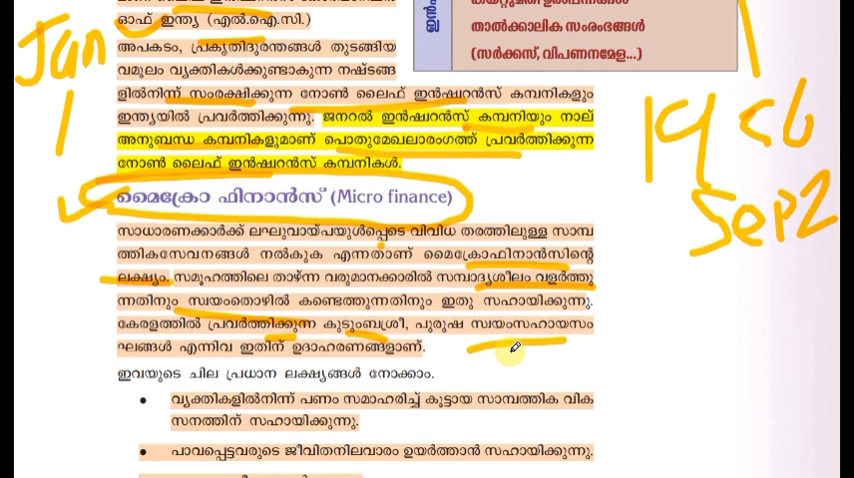 ഓഫ് ഇന്ത്യ (എൽ.ഐ.സി.)
അപകടം, പ്രകൃതിദുരന്തങ്ങൾ തുടങ്ങിയ
വമൂലം വ്യക്തികൾക്കുണ്ടാകുന്ന നഷ്ടങ്ങ
ളിൽനിന്ന് സംരക്ഷിക്കുന്ന നോൺ ലൈഫ് ഇൻഷ്വറൻസ് കമ്പനികളും
ഇന്ത്യയിൽ പ്രവർത്തിക്കുന്നു. ജനറൽ ഇൻഷ്വറൻസ് കമ്പനിയും നാല്
അനുബന്ധ കമ്പനികളുമാണ് പൊതുമേഖലാരംഗത്ത് പ്രവർത്തിക്കുന്ന
നോൺ ലൈഫ് ഇൻഷ്വറൻസ് കമ്പനികൾ.
താൽക്കാലിക സംരംഭങ്ങൾ
(സർക്കസ്, വിപണനമേള...)
Jan
1
19 56
Sep 2
മൈക്രോ ഫിനാൻസ് (Micro finance)
സാധാരണക്കാർക്ക് ലഘുവായ്പയുൾപ്പെടെ വിവിധ തരത്തിലുള്ള സാമ്പ
ത്തികസേവനങ്ങൾ നൽകുക എന്നതാണ് മൈക്രോഫിനാൻസിന്റെ
ലക്ഷ്യം. സമൂഹത്തിലെ താഴ്ന്ന വരുമാനക്കാരിൽ സമ്പാദ്യശീലം വളർത്തു
ന്നതിനും സ്വയംതൊഴിൽ കണ്ടെത്തുന്നതിനും ഇതു സഹായിക്കുന്നു.
കേരളത്തിൽ പ്രവർത്തിക്കുന്ന കുടുംബശ്രീ, പുരുഷ സ്വയംസഹായസം
ഘങ്ങൾ എന്നിവ ഇതിന് ഉദാഹരണങ്ങളാണ്.
ഇവയുടെ ചില പ്രധാന ലക്ഷ്യങ്ങൾ നോക്കാം.
• വ്യക്തികളിൽനിന്ന് പണം സമാഹരിച്ച് കൂട്ടായ സാമ്പത്തിക വിക
സനത്തിന് സഹായിക്കുന്നു.
• പാവപ്പെട്ടവരുടെ ജീവിതനിലവാരം ഉയർത്താൻ സഹായിക്കുന്നു.